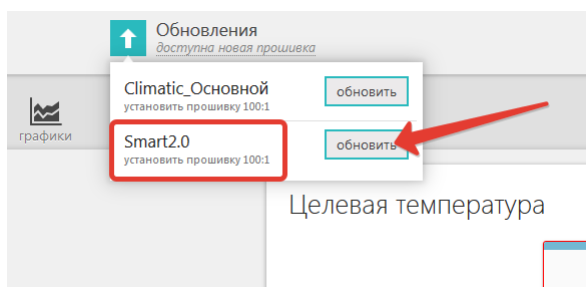 Обновления
доступна новая прошивка
Climatic_Основной
установить прошивку 100:1
обновить
графики
Smart2.0
установить прошивку 100:1
обновить
Целевая температура